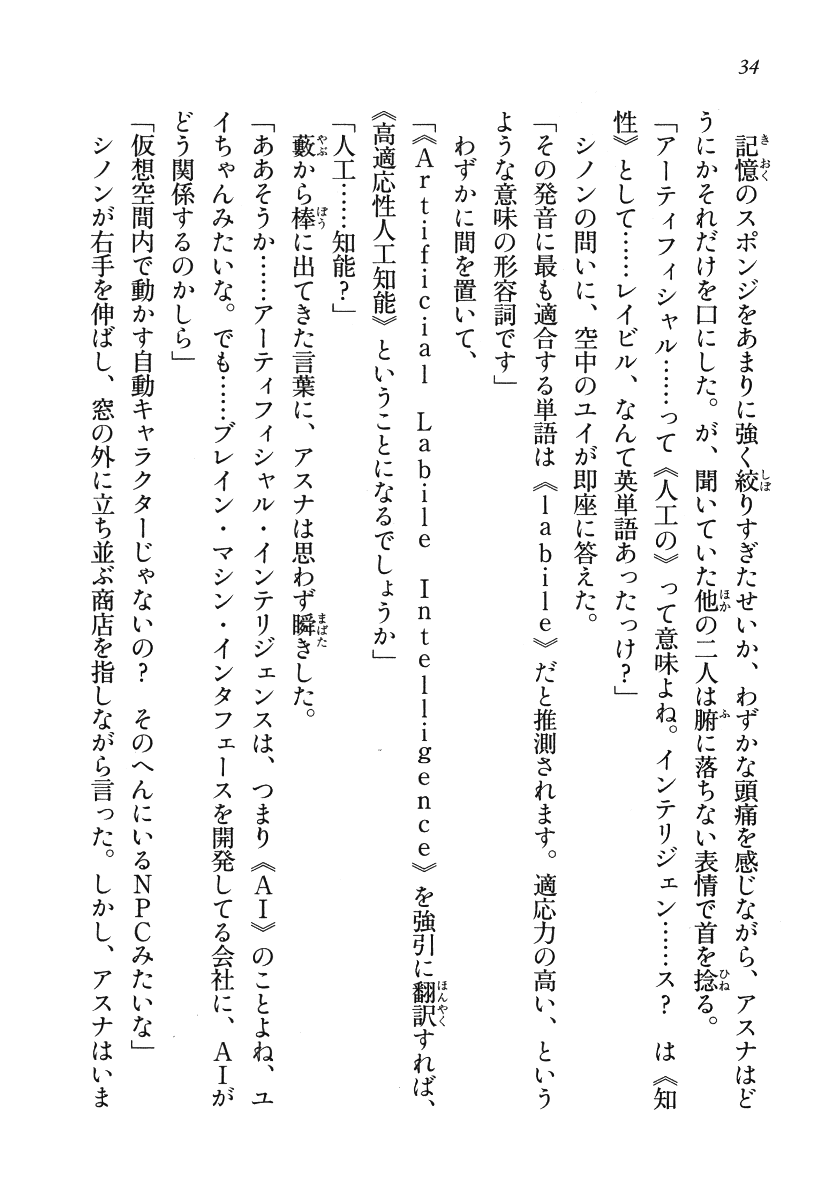 34
記憶のスポンジをあまりに強く絞りすぎたせいか、わずかな頭痛を感じながら、アスナはど
うにかそれだけを口にした。が、聞いていた他の二人は腑に落ちない表情で首を捻る。
「アーティフィシャル……って《人工の》って意味よね。インテリジェン……ス？　は《知
性》として……レイビル、なんて英単語あったっけ？」
シノンの問いに、空中のユイが即座に答えた。
「その発音に最も適合する単語は《labile》だと推測されます。適応力の高い、という
ような意味の形容詞です」
わずかに間を置いて、
「《Artificial Labile Intelligence》を強引に翻訳すれば、
《高適応性人工知能》ということになるでしょうか」
「人工……知能？」
藪から棒に出てきた言葉に、アスナは思わず瞬きした。
「ああそうか……アーティフィシャル・インテリジェンスは、つまり《AI》のことよね、ユ
イちゃんみたいな。でも……ブレイン・マシン・インタフェースを開発してる会社に、AIが
どう関係するのかしら」
「仮想空間内で動かす自動キャラクターじゃないの？　そのへんにいるNPCみたいな」
シノンが右手を伸ばし、窓の外に立ち並ぶ商店を指しながら言った。しかし、アスナはいま